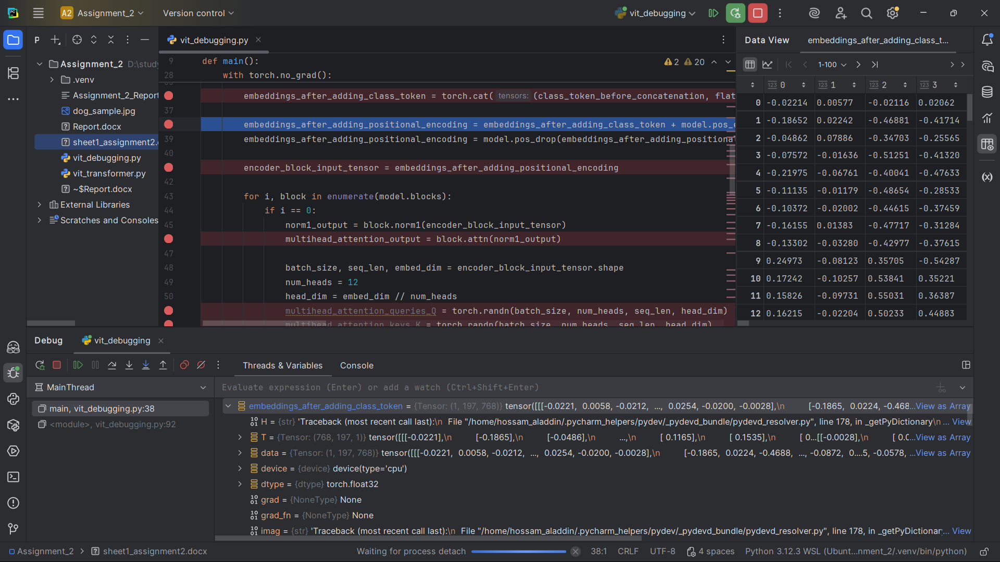 A2 Assignment_2 Version control vit_debugging
P
Assignment_2 D:\study
.venv
Assignment_2_Report
dog_sample.jpg
Report.docx
sheet1_assignment2.
vit_debugging.py
vit_transformer.py
~$Report.docx
External Libraries
Scratches and Consoles
vit_debugging.py
2 20
9 def main():
28 with torch.no_grad():
embeddings_after_adding_class_token = torch.cat( tensors: (class_token_before_concatenation, flat
37
embeddings_after_adding_positional_encoding = embeddings_after_adding_class_token + model.pos_e
39 embeddings_after_adding_positional_encoding = model.pos_drop(embeddings_after_adding_positional
40
encoder_block_input_tensor = embeddings_after_adding_positional_encoding
42
43 for i, block in enumerate(model.blocks):
44 if i == 0:
45 norm1_output = block.norm1(encoder_block_input_tensor)
multihead_attention_output = block.attn(norm1_output)
47
48 batch_size, seq_len, embed_dim = encoder_block_input_tensor.shape
49 num_heads = 12
50 head_dim = embed_dim // num_heads
multihead_attention_queries_Q = torch.randn(batch_size, num_heads, seq_len, head_dim)
multihead_attention_keys_K = torch.randn(batch_size, num_heads, seq_len, head_dim)
Data View embeddings_after_adding_class_t...
1-100
123 0 123 1 123 2 123 3
0 -0.02214 0.00577 -0.02116 0.02062
1 -0.18652 0.02242 -0.46881 -0.41714
2 -0.04862 0.07886 -0.34703 -0.25565
3 -0.07572 -0.01636 -0.51251 -0.41320
4 -0.21975 -0.06761 -0.40041 -0.47633
5 -0.11135 -0.01179 -0.48654 -0.28533
6 -0.10372 -0.02002 -0.44615 -0.37459
7 -0.16155 0.01383 -0.47717 -0.31284
8 -0.13302 -0.03280 -0.42977 -0.37615
9 0.24973 -0.08123 0.35705 -0.54287
10 0.17242 -0.10257 0.53841 0.35221
11 0.15826 -0.09731 0.55031 0.36387
12 0.16215 -0.02204 0.50233 0.44883
Debug vit_debugging
Threads & Variables Console
MainThread
main, vit_debugging.py:38
<module>, vit_debugging.py:92
Evaluate expression (Enter) or add a watch (Ctrl+Shift+Enter)
embeddings_after_adding_class_token = {Tensor: (1, 197, 768)} tensor([[[-0.0221, 0.0058, -0.0212, ..., 0.0254, -0.0200, -0.0028],\n [-0.1865, 0.0224, -0.468...View as Array
H = {str} 'Traceback (most recent call last):\n File "/home/hossam_aladdin/.pycharm_helpers/pydev/_pydevd_bundle/pydevd_resolver.py", line 178, in _getPyDictionary\n ... View
T = {Tensor: (768, 197, 1)} tensor([[[-0.0221],\n [-0.1865],\n [-0.0486],\n ...,\n [ 0.1165],\n [ 0.1535],\n [ 0...[[-0.0028],\n [ 0.0...View as Array
data = {Tensor: (1, 197, 768)} tensor([[[-0.0221, 0.0058, -0.0212, ..., 0.0254, -0.0200, -0.0028],\n [-0.1865, 0.0224, -0.4688, ..., -0.0872, 0....5, -0.0578, ...View as Array
device = {device} device(type='cpu')
dtype = {dtype} torch.float32
grad = {NoneType} None
grad_fn = {NoneType} None
imag = {str} 'Traceback (most recent call last):\n File "/home/hossam_aladdin/.pycharm_helpers/pydev/_pydevd_bundle/pydevd_resolver.py", line 178, in _getPyDictionar... View
Assignment_2 > sheet1_assignment2.docx Waiting for process detach 38:1 CRLF UTF-8 4 spaces Python 3.12.3 WSL (Ubunt...nment_2/.venv/bin/python)